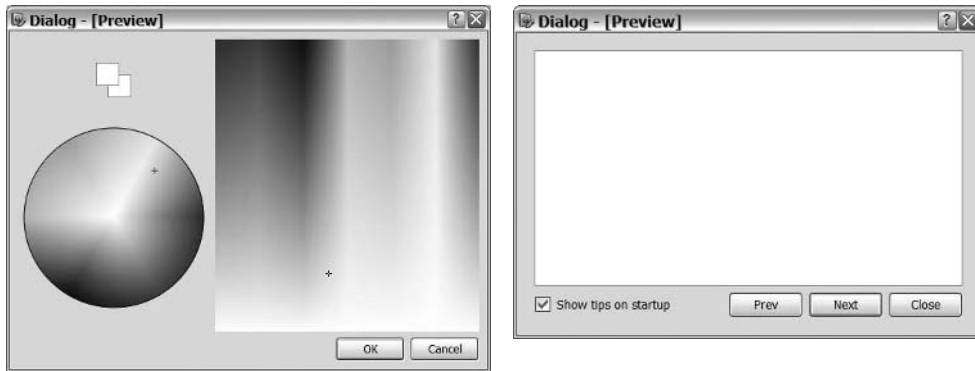 Dialog - [Preview]
OK
Cancel
Dialog - [Preview]
Show tips on startup
Prev
Next
Close